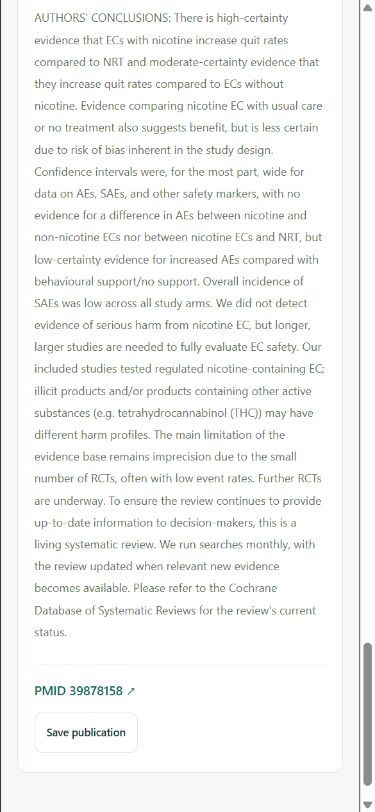 AUTHORS' CONCLUSIONS: There is high-certainty
evidence that ECs with nicotine increase quit rates
compared to NRT and moderate-certainty evidence that
they increase quit rates compared to ECs without
nicotine. Evidence comparing nicotine EC with usual care
or no treatment also suggests benefit, but is less certain
due to risk of bias inherent in the study design.
Confidence intervals were, for the most part, wide for
data on AEs, SAEs, and other safety markers, with no
evidence for a difference in AEs between nicotine and
non-nicotine ECs nor between nicotine ECs and NRT, but
low-certainty evidence for increased AEs compared with
behavioural support/no support. Overall incidence of
SAEs was low across all study arms. We did not detect
evidence of serious harm from nicotine EC, but longer,
larger studies are needed to fully evaluate EC safety. Our
included studies tested regulated nicotine-containing EC;
illicit products and/or products containing other active
substances (e.g. tetrahydrocannabinol (THC)) may have
different harm profiles. The main limitation of the
evidence base remains imprecision due to the small
number of RCTs, often with low event rates. Further RCTs
are underway. To ensure the review continues to provide
up-to-date information to decision-makers, this is a
living systematic review. We run searches monthly, with
the review updated when relevant new evidence
becomes available. Please refer to the Cochrane
Database of Systematic Reviews for the review's current
status.
PMID 39878158 ↗
Save publication